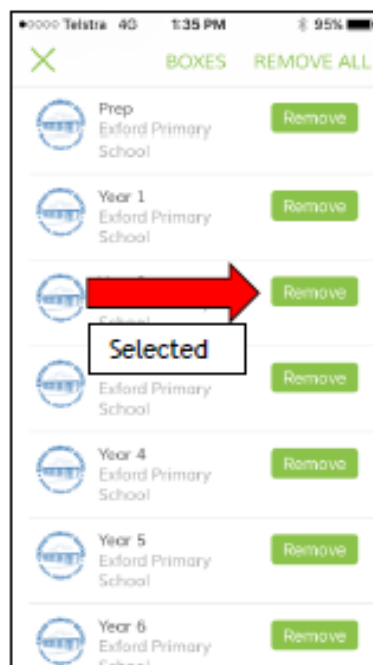 Telstra 4G 1:35 PM 95%
BOXES REMOVE ALL
Prep
Exford Primary
School
Remove
Year 1
Exford Primary
School
Remove
Remove
Selected
Exford Primary
School
Remove
Year 4
Exford Primary
School
Remove
Year 5
Exford Primary
School
Remove
Year 6
Exford Primary
Remove